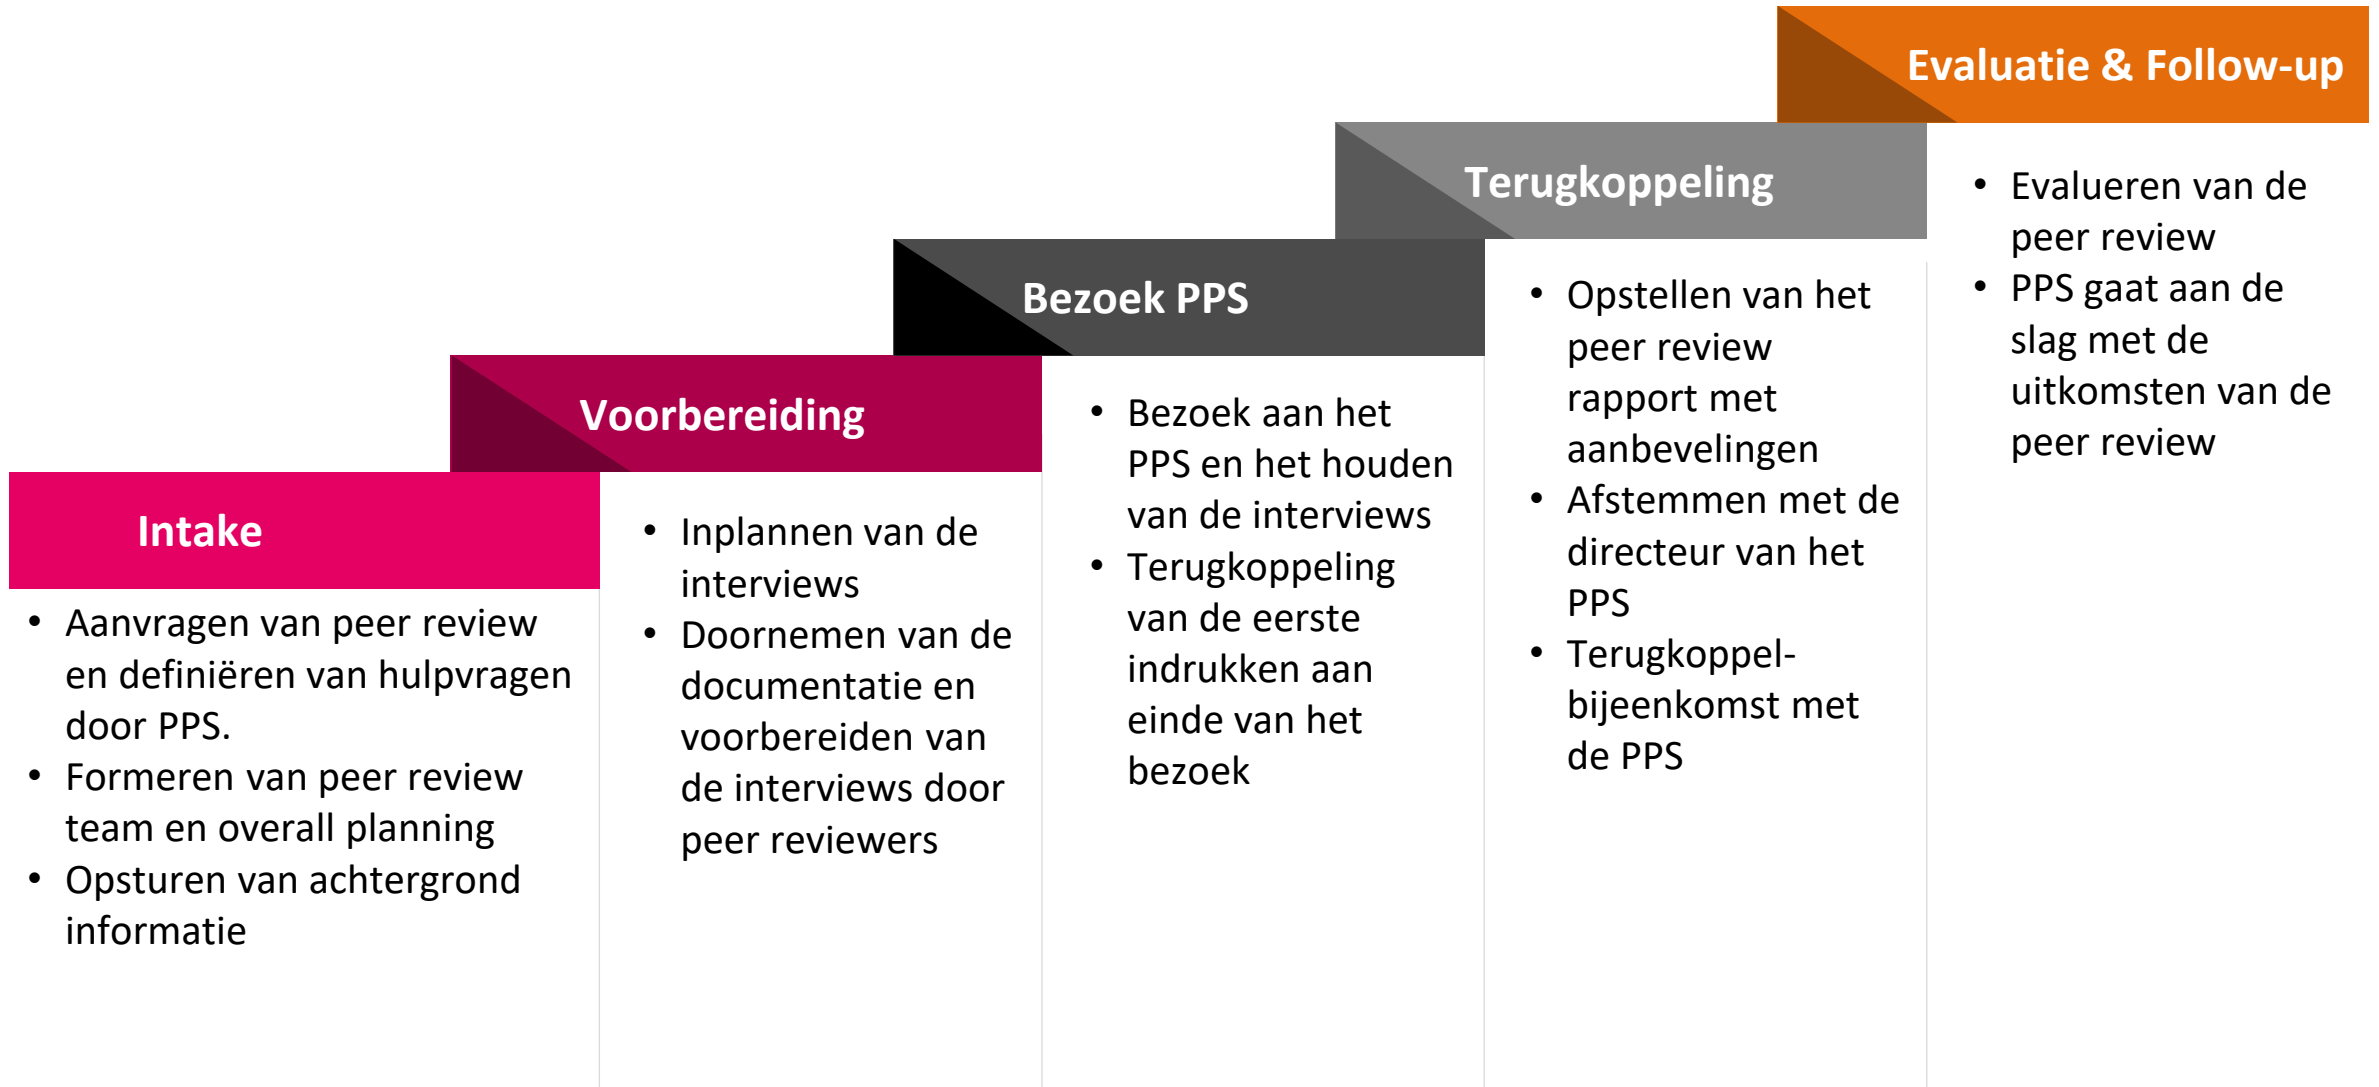 Intake
• Aanvragen van peer review
en definiëren van hulpvragen
door PPS.
• Formeren van peer review
team en overall planning
• Opsturen van achtergrond
informatie
Voorbereiding
• Inplannen van de
interviews
• Doornemen van de
documentatie en
voorbereiden van
de interviews door
peer reviewers
Bezoek PPS
• Bezoek aan het
PPS en het houden
van de interviews
• Terugkoppeling
van de eerste
indrukken aan
einde van het
bezoek
Terugkoppeling
• Opstellen van het
peer review
rapport met
aanbevelingen
• Afstemmen met de
directeur van het
PPS
• Terugkoppel-
bijeenkomst met
de PPS
Evaluatie & Follow-up
• Evalueren van de
peer review
• PPS gaat aan de
slag met de
uitkomsten van de
peer review